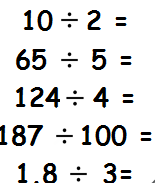 10 ÷ 2 =
65 ÷ 5 =
124 ÷ 4 =
187 ÷ 100 =
1.8 ÷ 3=